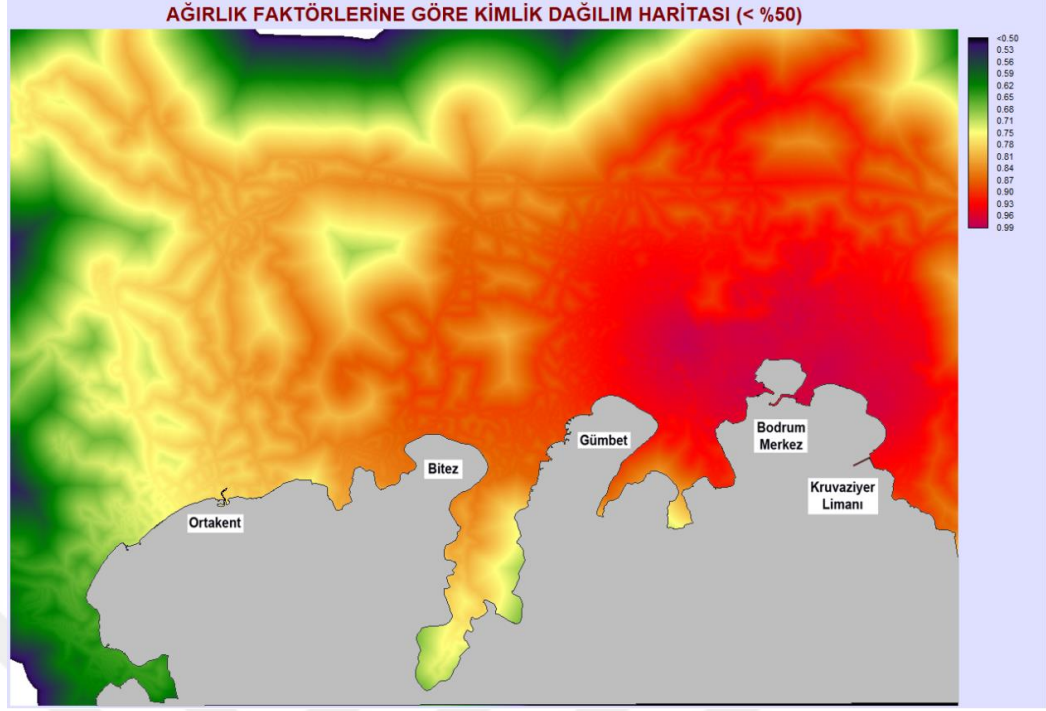 AĞIRLIK FAKTÖRLERİNE GÖRE KİMLİK DAĞILIM HARİTASI (< %50)
<0.50
0.53
0.56
0.59
0.62
0.65
0.68
0.71
0.75
0.78
0.81
0.84
0.87
0.90
0.93
0.96
0.99
Gümbet
Bodrum
Merkez
Bitez
Kruvaziyer
Limanı
Ortakent